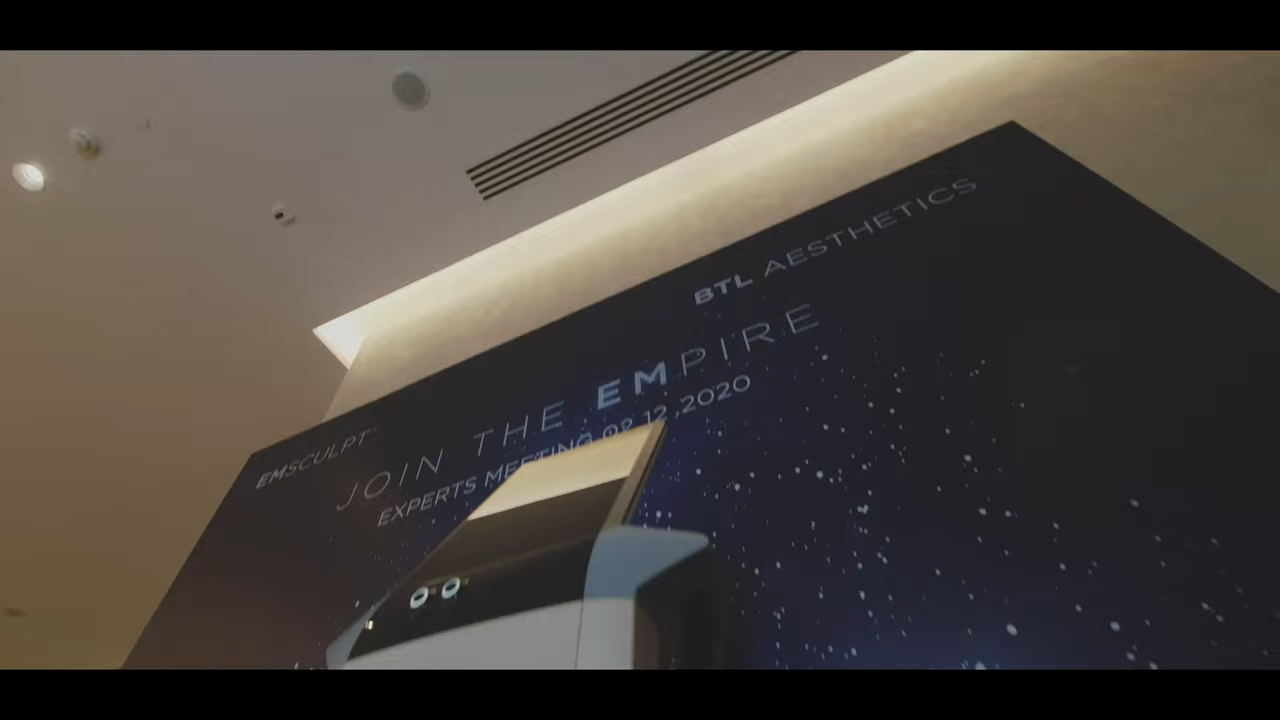 BTL AESTHETICS
EMSCULPT
JOIN THE EMPIRE
EXPERTS MEETING 02.12.2020